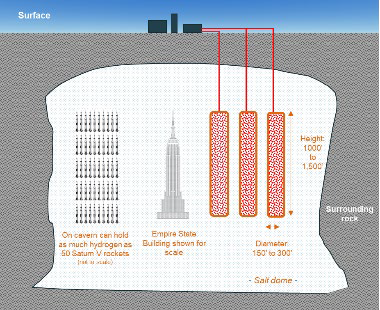 Surface
Height:
1000'
to
1,500'
Surrounding
rock
On cavern can hold
as much hydrogen as
50 Saturn V rockets
(not to scale)
Empire State
Building shown for
scale
Diameter:
150' to 300'
- Salt dome -